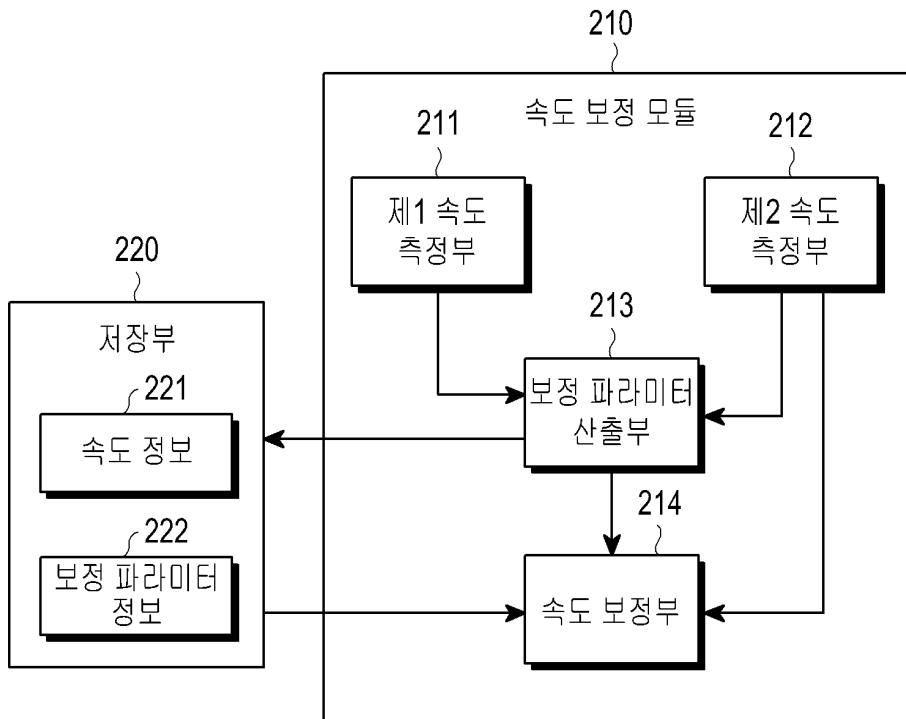 210
속도 보정 모듈
211
제1 속도
측정부
212
제2 속도
측정부
220
저장부
221
속도 정보
222
보정 파라미터
정보
213
보정 파라미터
산출부
214
속도 보정부